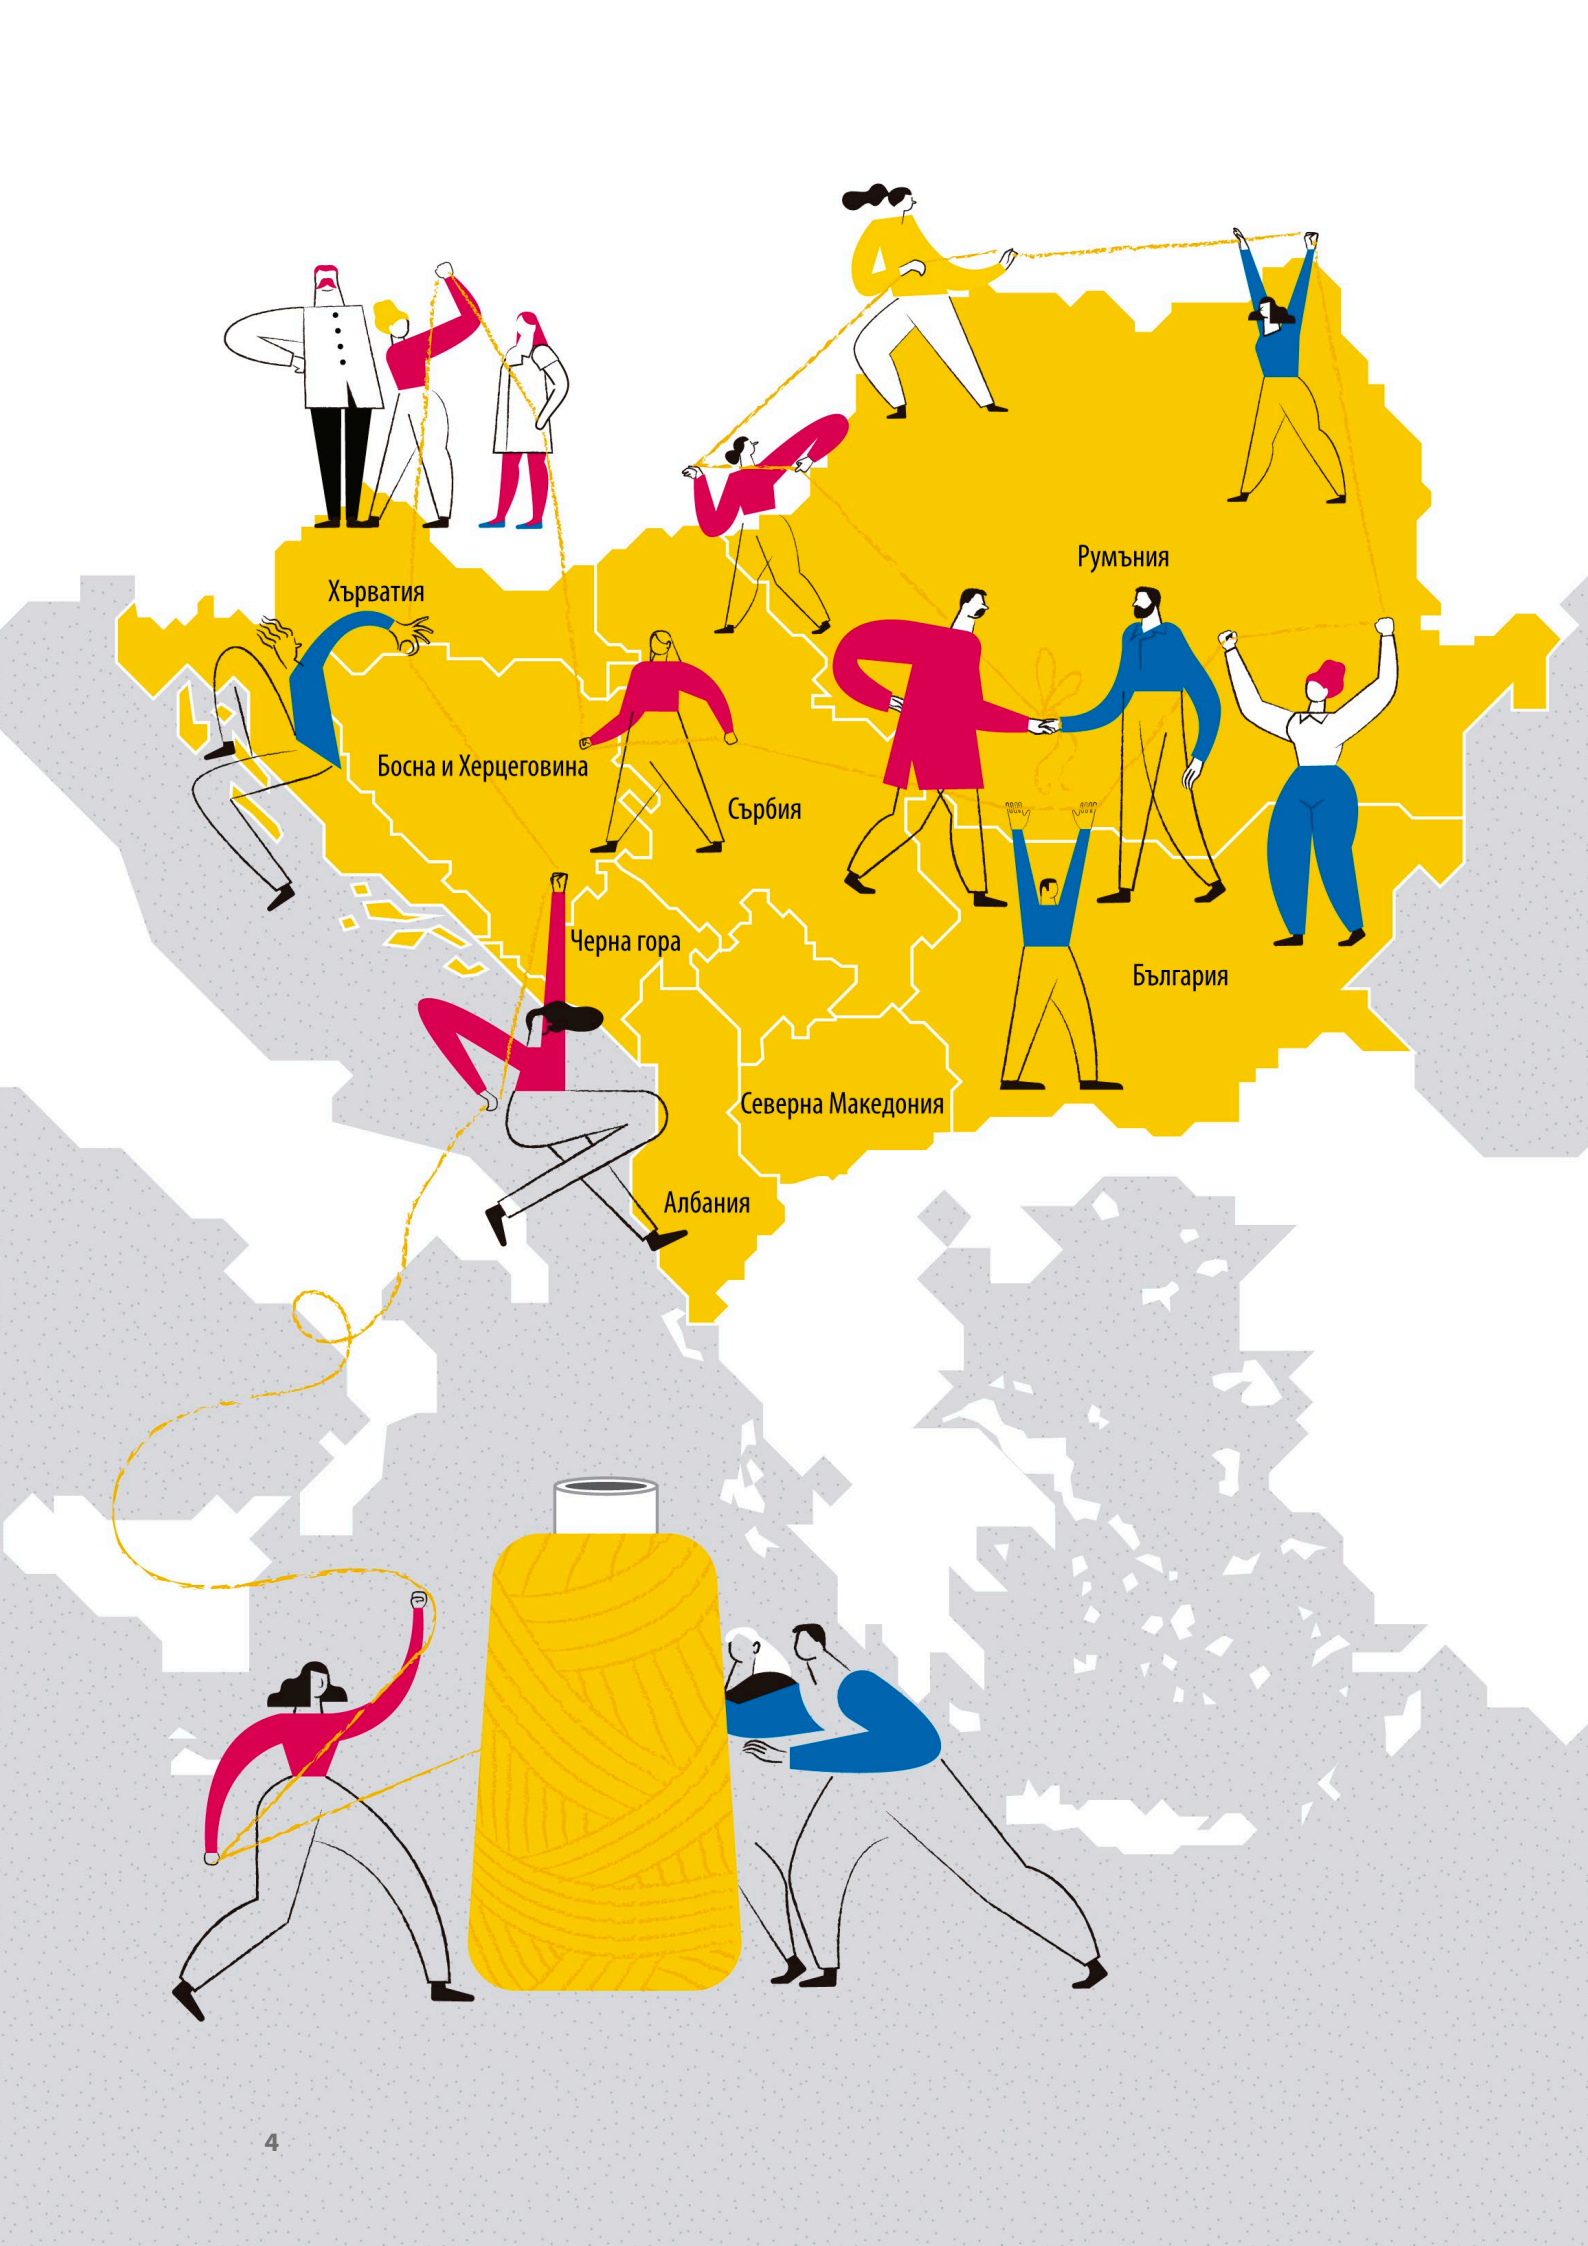 Румъния
Хърватия
Босна и Херцеговина
Сърбия
Черна гора
България
Северна Македония
Албания
4